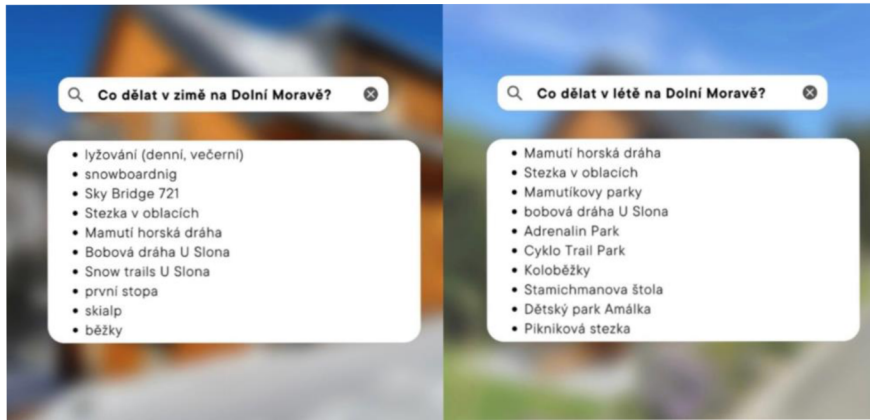 Co dělat v zimě na Dolní Moravě?
• lyžování (denní, večerní)
• snowboardnig
• Sky Bridge 721
• Stezka v oblacích
• Mamutí horská dráha
• Bobová dráha U Slona
• Snow trails U Slona
• první stopa
• skialp
• běžky
Co dělat v létě na Dolní Moravě?
• Mamutí horská dráha
• Stezka v oblacích
• Mamutíkovy parky
• bobová dráha U Slona
• Adrenalin Park
• Cyklo Trail Park
• Koloběžky
• Stamichmanova štola
• Dětský park Amálka
• Pikniková stezka